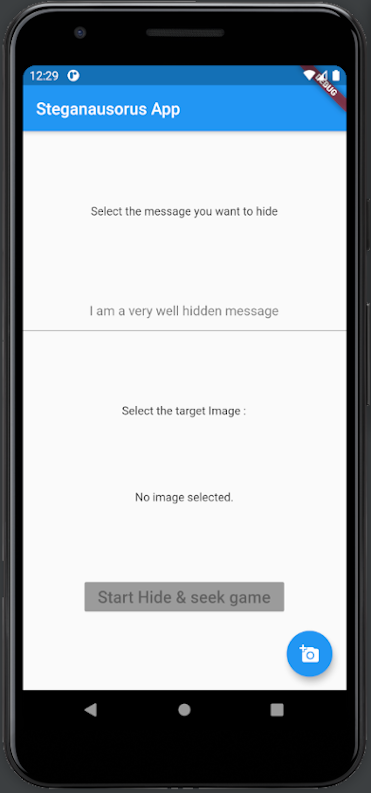 12:29
DEBUG
Steganausorus App
Select the message you want to hide
I am a very well hidden message
Select the target Image :
No image selected.
Start Hide & seek game